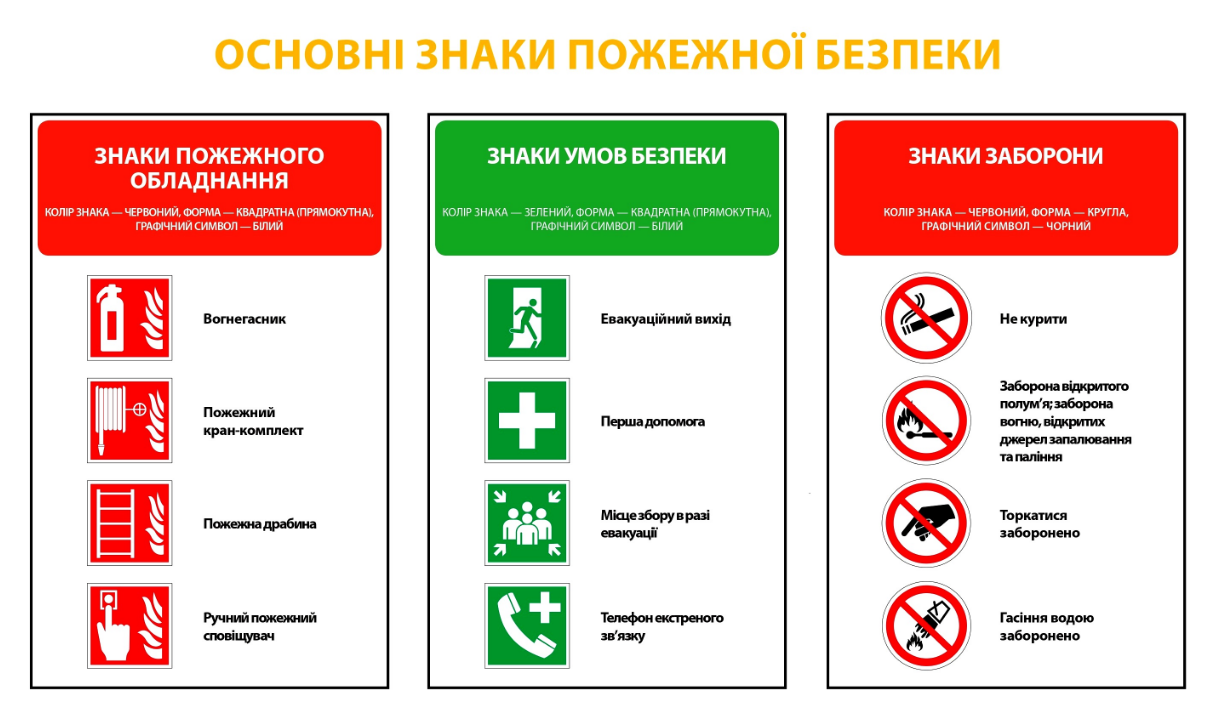 ОСНОВНІ ЗНАКИ ПОЖЕЖНОЇ БЕЗПЕКИ
ЗНАКИ ПОЖЕЖНОГО
ОБЛАДНАННЯ
КОЛІР ЗНАКА — ЧЕРВОНИЙ, ФОРМА — КВАДРАТНА (ПРЯМОКУТНА),
ГРАФІЧНИЙ СИМВОЛ — БІЛИЙ
Вогнегасник
Пожежний
кран-комплект
Пожежна драбина
Ручний пожежний
сповіщувач
ЗНАКИ УМОВ БЕЗПЕКИ
КОЛІР ЗНАКА — ЗЕЛЕНИЙ, ФОРМА — КВАДРАТНА (ПРЯМОКУТНА),
ГРАФІЧНИЙ СИМВОЛ — БІЛИЙ
Евакуаційний вихід
Перша допомога
Місце збору в разі
евакуації
Телефон екстреного
зв’язку
ЗНАКИ ЗАБОРОНИ
КОЛІР ЗНАКА — ЧЕРВОНИЙ, ФОРМА — КРУГЛА,
ГРАФІЧНИЙ СИМВОЛ — ЧОРНИЙ
Не курити
Заборона відкритого
полум’я; заборона
вогню, відкритих
джерел запалювання
та паління
Торкатися
заборонено
Гасіння водою
заборонено